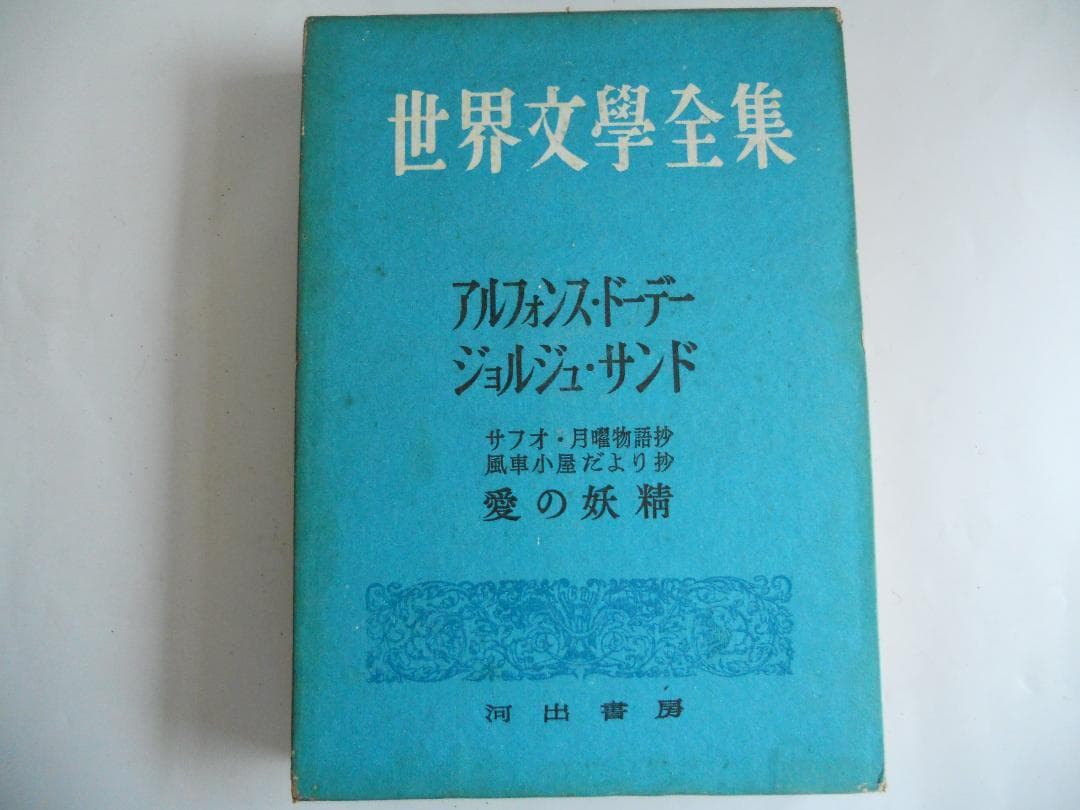 世界文學全集
アルフォンス・ドーデー
ジョルジュ・サンド
サフオ・月曜物語抄
風車小屋だより抄
愛の妖精
河出書房